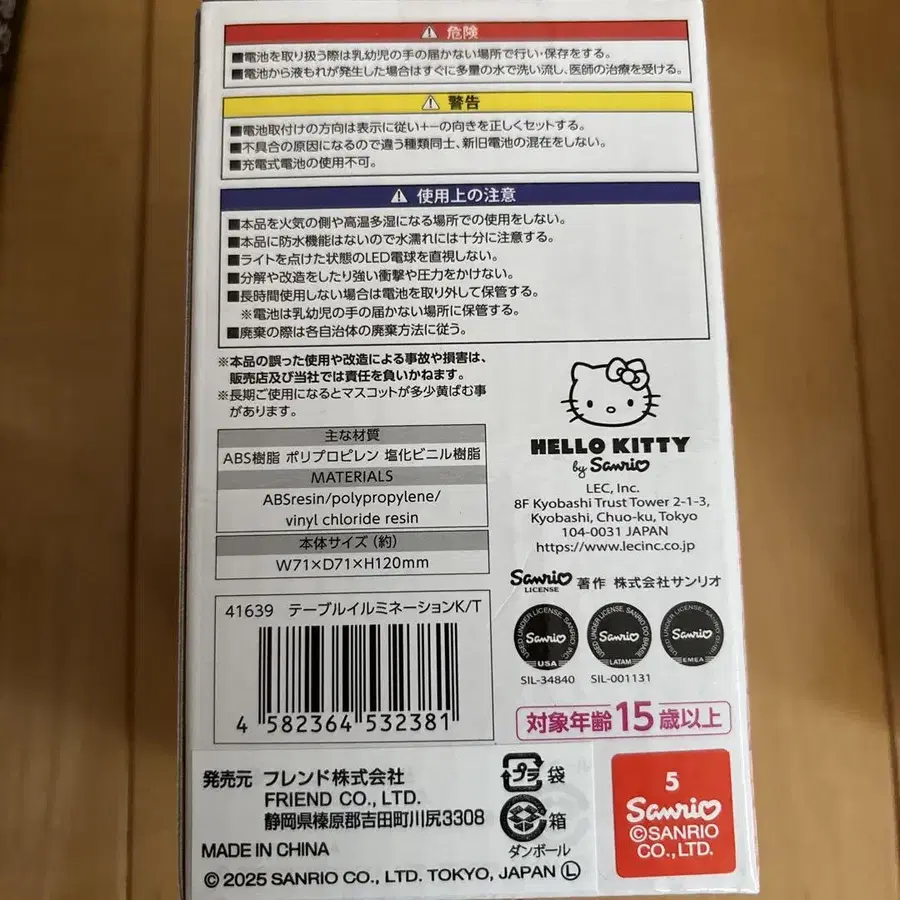 ⚠ 危険
■電池を取り扱う際は乳幼児の手の届かない場所で行い・保存をする。
■電池から液もれが発生した場合はすぐに多量の水で洗い流し、医師の治療を受ける。
⚠ 警告
■電池取付けの方向は表示に従い+−の向きを正しくセットする。
■不具合の原因になるので違う種類同士、新旧電池の混在をしない。
■充電式電池の使用不可。
⚠ 使用上の注意
■本品を火気の側や高温多湿になる場所での使用をしない。
■本品に防水機能はないので水濡れには十分に注意する。
■ライトを点けた状態のLED電球を直視しない。
■分解や改造をしたり強い衝撃や圧力をかけない。
■長時間使用しない場合は電池を取り外して保管する。
※電池は乳幼児の手の届かない場所に保管する。
■廃棄の際は各自治体の廃棄方法に従う。
※本品の誤った使用や改造による事故や損害は、
販売店及び当社では責任を負いかねます。
※長期ご使用になるとマスコットが多少黄ばむ事
があります。
主な材質
ABS樹脂 ポリプロピレン 塩化ビニル樹脂
MATERIALS
ABSresin/polypropylene/
vinyl chloride resin
本体サイズ(約)
W71×D71×H120mm
HELLO KITTY
by Sanrio
LEC, Inc.
8F Kyobashi Trust Tower 2-1-3,
Kyobashi, Chuo-ku, Tokyo
104-0031 JAPAN
https://www.lecinc.co.jp
Sanrio LICENSE 著作 株式会社サンリオ
USED UNDER LICENSE, SANRIO, INC. Sanrio USA
USED UNDER LICENSE, SANRIO DO BRASIL Sanrio LATAM
USED UNDER LICENSE, SANRIO GMBH Sanrio EMEA
SIL-34840 SIL-001131
対象年齢15歳以上
41639 テーブルイルミネーションK/T
4 582364 532381
発売元 フレンド株式会社
FRIEND CO., LTD.
静岡県榛原郡吉田町川尻3308
MADE IN CHINA
© 2025 SANRIO CO., LTD. TOKYO, JAPAN Ⓛ
プラ 袋
箱
ダンボール
5
Sanrio
©SANRIO
CO., LTD.